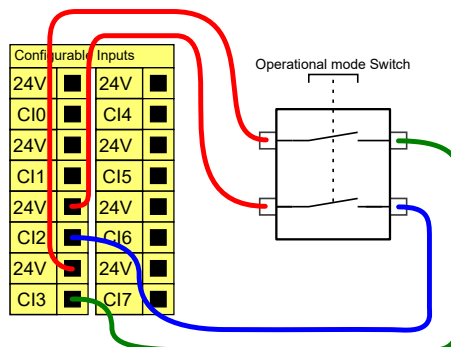 Configurable Inputs
Operational mode Switch
24V 24V
CI0 CI4
24V 24V
CI1 CI5
24V 24V
CI2 CI6
24V 24V
CI3 CI7